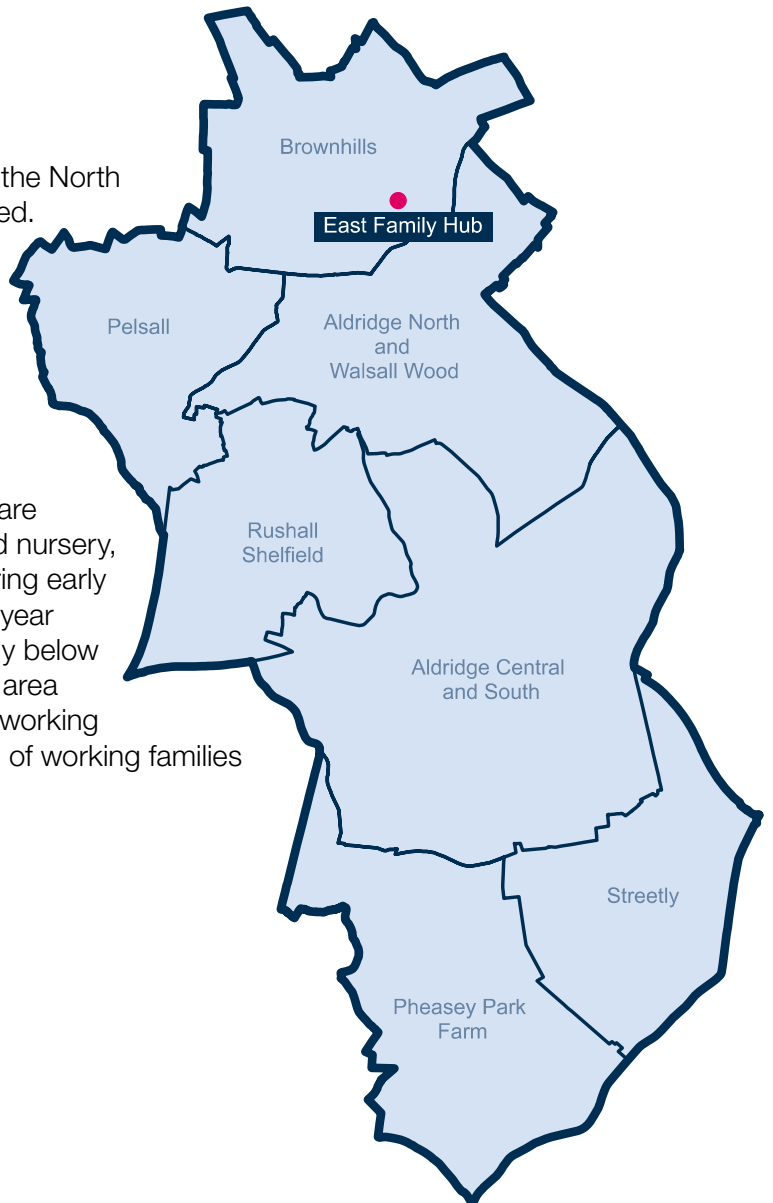 Brownhills
the North
ed.
East Family Hub
Pelsall
Aldridge North
and
Walsall Wood
are
d nursery,
ring early
year
y below
area
working
of working families
Rushall
Shelfield
Aldridge Central
and South
Streetly
Pheasey Park
Farm